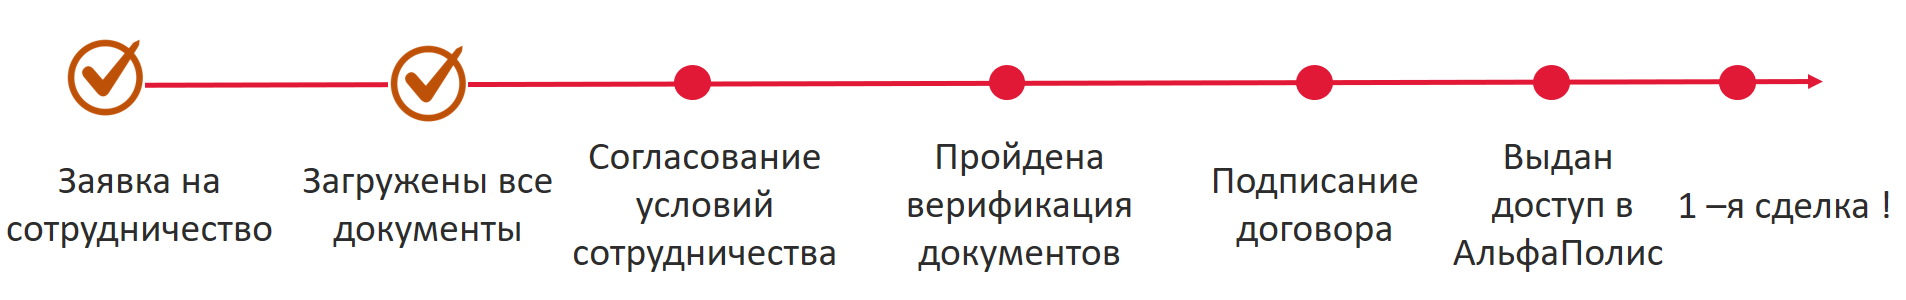 Заявка на
сотрудничество
Загружены все
документы
Согласование
условий
сотрудничества
Пройдена
верификация
документов
Подписание
договора
Выдан
доступ в
АльфаПолис
1 –я сделка !